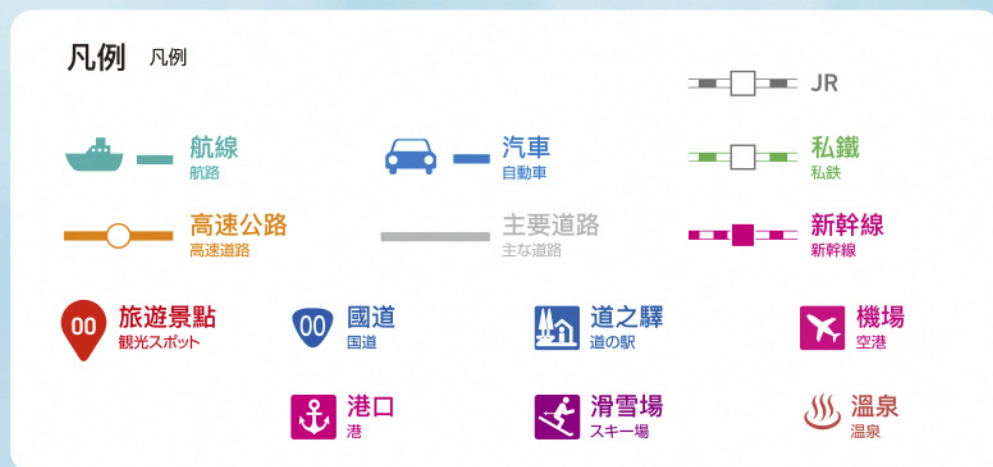 凡例 凡例
JR
航線
航路
汽車
自動車
私鐵
私鉄
高速公路
高速道路
主要道路
主な道路
新幹線
新幹線
00 旅遊景點
観光スポット
00 國道
国道
道之驛
道の駅
機場
空港
港口
港
滑雪場
スキー場
溫泉
温泉